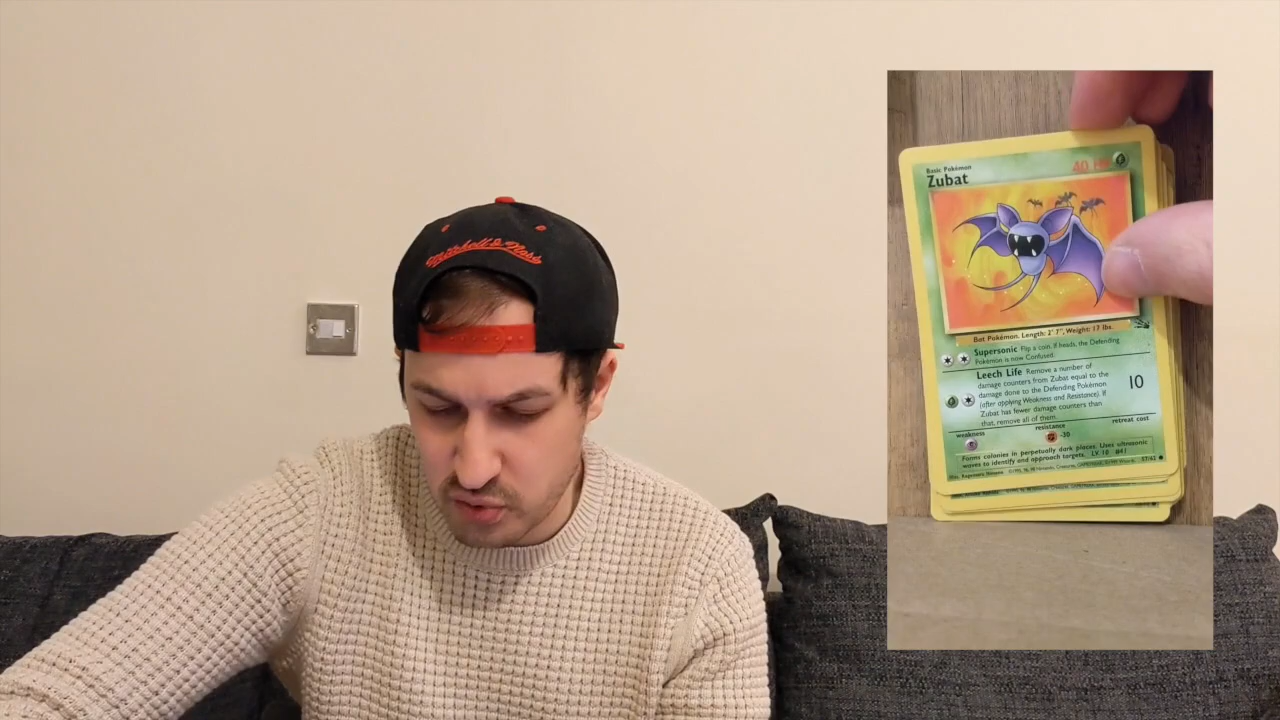 Mitchell & Ness
Basic Pokémon
Zubat
40 HP
Bat Pokémon. Length: 2' 7", Weight: 17 lbs.
Supersonic Flip a coin. If heads, the Defending
Pokémon is now Confused.
Leech Life Remove a number of
damage counters from Zubat equal to the
damage done to the Defending Pokémon
(after applying Weakness and Resistance). If
Zubat has fewer damage counters than
that, remove all of them.
10
weakness
resistance
retreat cost
-30
Forms colonies in perpetually dark places. Uses ultrasonic
waves to identify and approach targets. LV. 10 #41
57/62